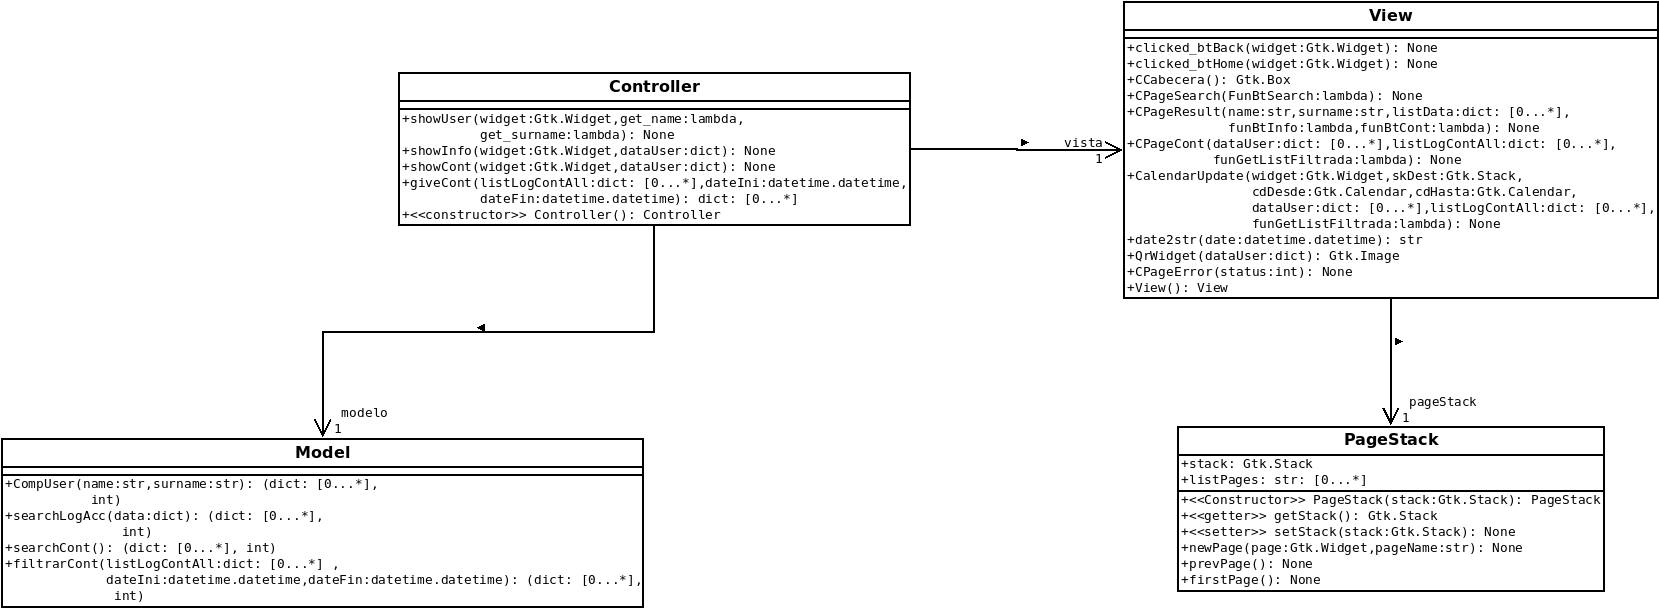 View
+clicked_btBack(widget:Gtk.Widget): None
+clicked_btHome(widget:Gtk.Widget): None
+CCabecera(): Gtk.Box
+CPageSearch(FunBtSearch:lambda): None
+CPageResult(name:str,surname:str,listData:dict: [0...*],
funBtInfo:lambda,funBtCont:lambda): None
+CPageCont(dataUser:dict: [0...*],listLogContAll:dict: [0...*],
funGetListFiltrada:lambda): None
+CalendarUpdate(widget:Gtk.Widget,skDest:Gtk.Stack,
cdDesde:Gtk.Calendar,cdHasta:Gtk.Calendar,
dataUser:dict: [0...*],listLogContAll:dict: [0...*],
funGetListFiltrada:lambda): None
+date2str(date:datetime.datetime): str
+QrWidget(dataUser:dict): Gtk.Image
+CPageError(status:int): None
+View(): View
Controller
+showUser(widget:Gtk.Widget,get_name:lambda,
get_surname:lambda): None
+showInfo(widget:Gtk.Widget,dataUser:dict): None
+showCont(widget:Gtk.Widget,dataUser:dict): None
+giveCont(listLogContAll:dict: [0...*],dateIni:datetime.datetime,
dateFin:datetime.datetime): dict: [0...*]
+<<constructor>> Controller(): Controller
vista
1
modelo
1
pageStack
1
Model
+CompUser(name:str,surname:str): (dict: [0...*],
int)
+searchLogAcc(data:dict): (dict: [0...*],
int)
+searchCont(): (dict: [0...*], int)
+filtrarCont(listLogContAll:dict: [0...*] ,
dateIni:datetime.datetime,dateFin:datetime.datetime): (dict: [0...*],
int)
PageStack
+stack: Gtk.Stack
+listPages: str: [0...*]
+<<Constructor>> PageStack(stack:Gtk.Stack): PageStack
+<<getter>> getStack(): Gtk.Stack
+<<setter>> setStack(stack:Gtk.Stack): None
+newPage(page:Gtk.Widget,pageName:str): None
+prevPage(): None
+firstPage(): None